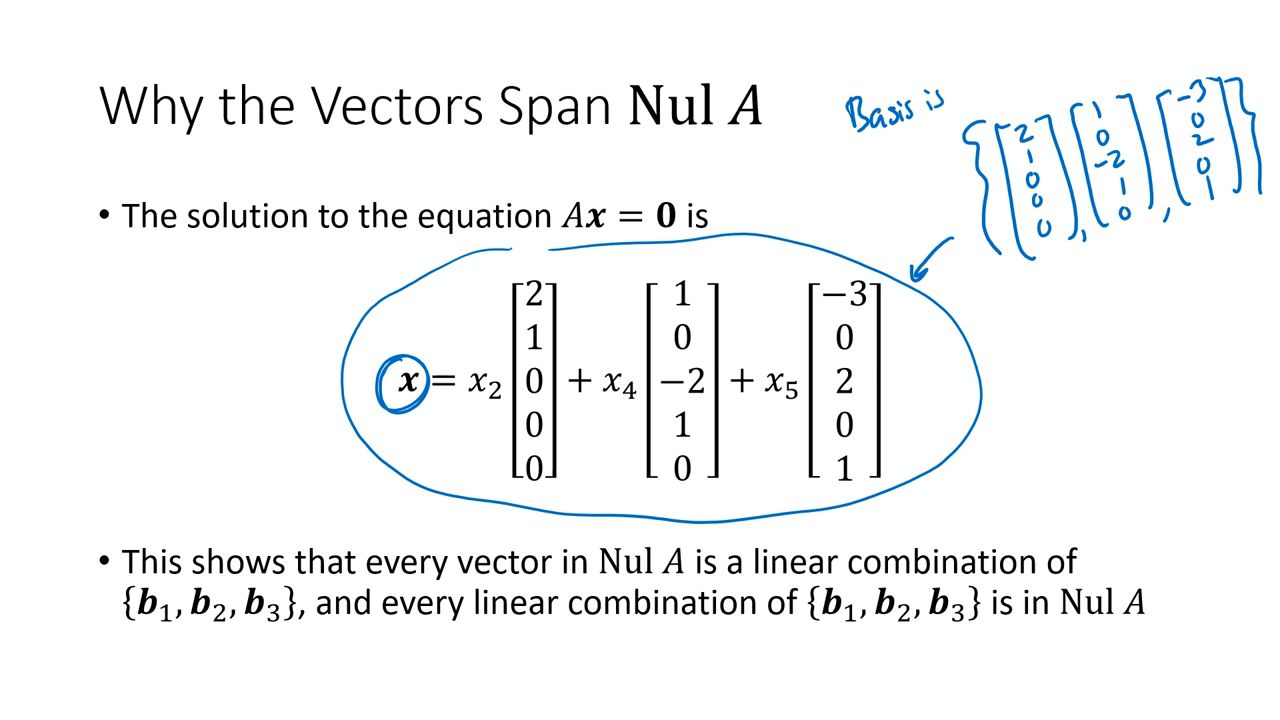 Why the Vectors Span Nul A
Basis is
{[2 1 0 0 0], [1 0 -2 1 0], [-3 0 2 0 1]}
• The solution to the equation Ax = 0 is
x = x₂ [2 1 0 0 0] + x₄ [1 0 −2 1 0] + x₅ [−3 0 2 0 1]
• This shows that every vector in Nul A is a linear combination of
{b₁, b₂, b₃}, and every linear combination of {b₁, b₂, b₃} is in Nul A